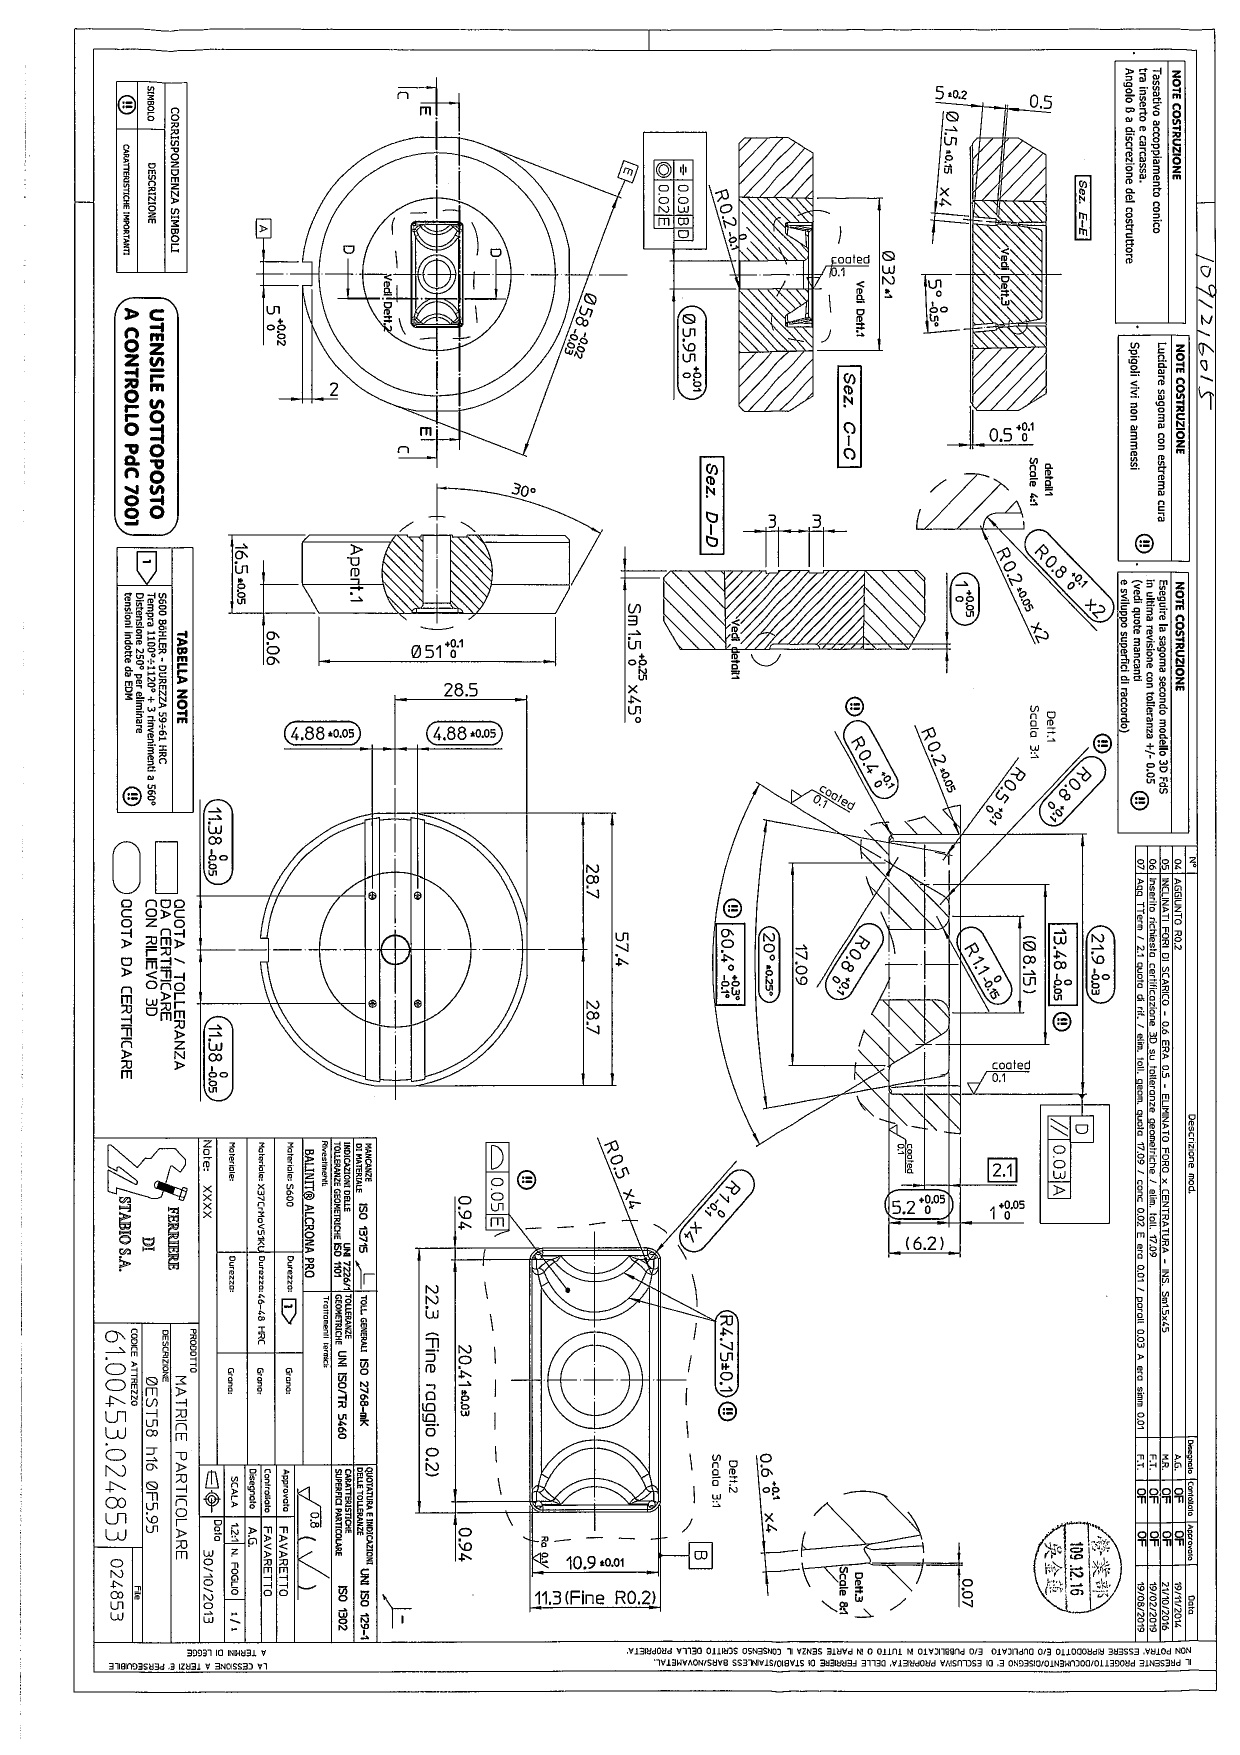 1091216015
NOTE COSTRUZIONE
Tassativo accoppiamento conico
tra inserto e carcassa.
Angolo ß a discrezione del costruttore
NOTE COSTRUZIONE
Lucidare sagoma con estrema cura
Spigoli vivi non ammessi
NOTE COSTRUZIONE
Eseguire la sagoma secondo modello 3D FdS
in ultima revisione con tolleranza +/- 0.05
(vedi quote mancanti
e sviluppo superfici di raccordo)
N° Descrizione mod. Disegnato Controllato Approvato Data
04 AGGIUNTO R0.2 A.G. OF OF 19/11/2014
05 INCLINATI FORI DI SCARICO - 0.6 ERA 0.5 - ELIMINATO FORO x CENTRATURA - INS. Sm1.5x45 M.R. OF OF 21/10/2016
06 Inserito richiesta certificazione 3D su tolleranze geometriche / elim. toll. 17.09 F.T. OF OF 19/02/2019
07 Agg TTerm / 2.1 quota di rif. / elim. toll. geom. quota 17.09 / conc 0.02 E era 0.01 / parall 0.03 A era simm 0.01 F.T. OF OF 19/08/2019
Sez. E-E
5 ±0.2
0.5
Ø1.5 ±0.15 x4
Vedi Dett.3
5° 0 -0.5°
0.5 +0.1 0
detail1
Scale 4:1
R0.8 +0.1 0 x2
R0.2 ±0.05 x2
0.03 B D
0.02 E
R0.2 0 -0.1
coated
0.1
Vedi Dett.1
Ø32 ±1
Ø5.95 +0.01 0
Sez. C-C
Sez. D-D
3
3
1 +0.05 0
Vedi detail1
Sm1.5 +0.25 0 x45°
C
E
E
C
E
D
D
Vedi Dett.2
A
5 +0.02 0
2
Ø58 -0.02 -0.03
30°
Apert.1
16.5 ±0.05
6.06
Ø51 +0.1 0
28.5
4.88 ±0.05
4.88 ±0.05
11.38 0 -0.05
11.38 0 -0.05
28.7
28.7
57.4
Dett.1
Scala 3:1
R0.4 +0.1 0
R0.2 ±0.05
R0.5 +0.1 0
R0.8 +0.1 0
coated
0.1
60.4° +0.3° -0.1°
20° ±0.25°
17.09
R0.8 +0.1 0
R1.1 0 -0.15
(Ø8.15)
13.48 0 -0.05
21.9 0 -0.03
coated
0.1
coated
0.1
D
0.03 A
2.1
5.2 +0.05 0
1 +0.05 0
(6.2)
0.05 E
R0.5 x4
R1 0 -0.1 x4
R4.75±0.1
0.94
20.41 ±0.03
0.94
22.3 (Fine raggio 0.2)
10.9 ±0.01
11.3 (Fine R0.2)
B
Dett.2
Scala 3:1
0.6 +0.1 0 x4
Dett.3
Scale 8:1
0.07
營業部
109.12.16
吳金蓮
CORRISPONDENZA SIMBOLI
SIMBOLO DESCRIZIONE
!! CARATTERISTICHE IMPORTANTI
UTENSILE SOTTOPOSTO
A CONTROLLO PdC 7001
TABELLA NOTE
1 S600 BöHLER - DUREZZA 59÷61 HRC
Tempra 1100°÷1120° + 3 rinvenimenti a 560°
Distensione 250° per eliminare
tensioni indotte da EDM
QUOTA / TOLLERANZA
DA CERTIFICARE
CON RILIEVO 3D
QUOTA DA CERTIFICARE
MANCANZE
DI MATERIALE ISO 13715
TOLL. GENERALI ISO 2768-mK
QUOTATURA E INDICAZIONI
DELLE TOLLERANZE UNI ISO 129-1
INDICAZIONI DELLE
TOLLERANZE GEOMETRICHE UNI 7226/1 ISO 1101
TOLLERANZE
GEOMETRICHE UNI ISO/TR 5460
CARATTERISTICHE
SUPERFICI PARTICOLARE ISO 1302
Rivestimenti:
BALINIT® ALCRONA PRO
Trattamenti termici:
0.8
Materiale: S600 Durezza: 1 Grano:
Materiale: X37CrMoV51KU Durezza: 46-48 HRC Grano:
Materiale: Durezza: Grano:
Approvato FAVARETTO
Controllato FAVARETTO
Disegnato A.G.
SCALA 1.2:1 N. FOGLIO 1/1
Data 30/10/2013
Note: XXXX
FERRIERE
DI
STABIO S.A.
PRODOTTO
MATRICE PARTICOLARE
DESCRIZIONE
ØEST58 h16 ØF5.95
CODICE ATTREZZO
61.00453.024853
File
024853
IL PRESENTE PROGETTO/DOCUMENTO/DISEGNO E' DI ESCLUSIVA PROPRIETA' DELLE FERRIERE DI STABIO/STAINLESS BARS/NOVAMETAL.
NON POTRA' ESSERE RIPRODOTTO E/O DUPLICATO E/O PUBBLICATO IN TUTTO O IN PARTE SENZA IL CONSENSO SCRITTO DELLA PROPRIETA'.
LA CESSIONE A TERZI E' PERSEGUIBILE
A TERMINI DI LEGGE